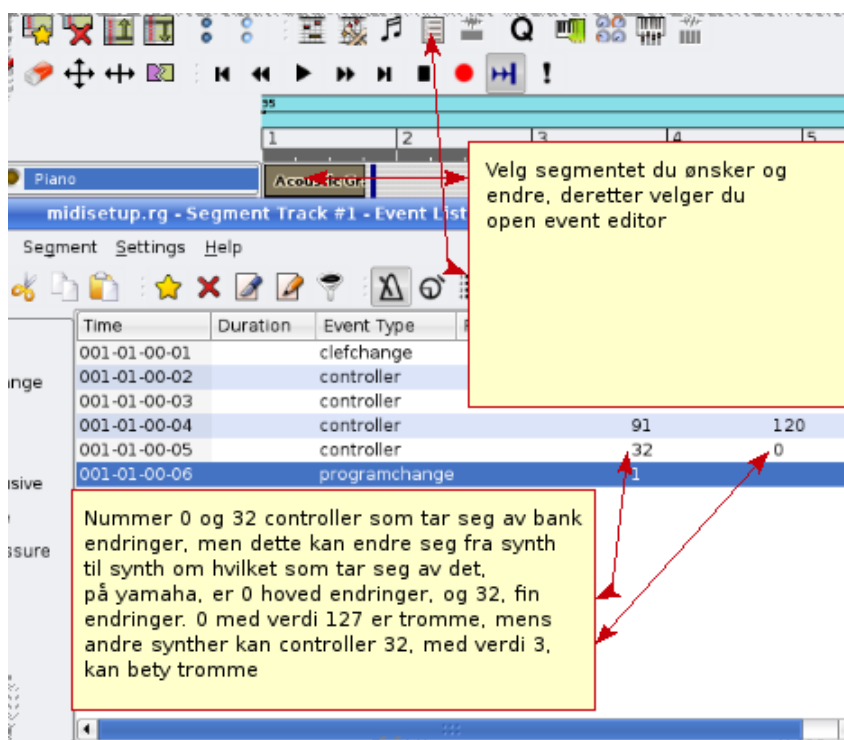 Q
!
35
1 2 3 4 5
Piano
Velg segmentet du ønsker og
endre, deretter velger du
open event editor
midisetup.rg - Segment Track #1 - Event List
Segment Settings Help
Time Duration Event Type
001-01-00-01 clefchange
001-01-00-02 controller
001-01-00-03 controller
001-01-00-04 controller 91 120
001-01-00-05 controller 32 0
001-01-00-06 programchange 1
Nummer 0 og 32 controller som tar seg av bank
endringer, men dette kan endre seg fra synth
til synth om hvilket som tar seg av det,
på yamaha, er 0 hoved endringer, og 32, fin
endringer. 0 med verdi 127 er tromme, mens
andre synther kan controller 32, med verdi 3,
kan bety tromme